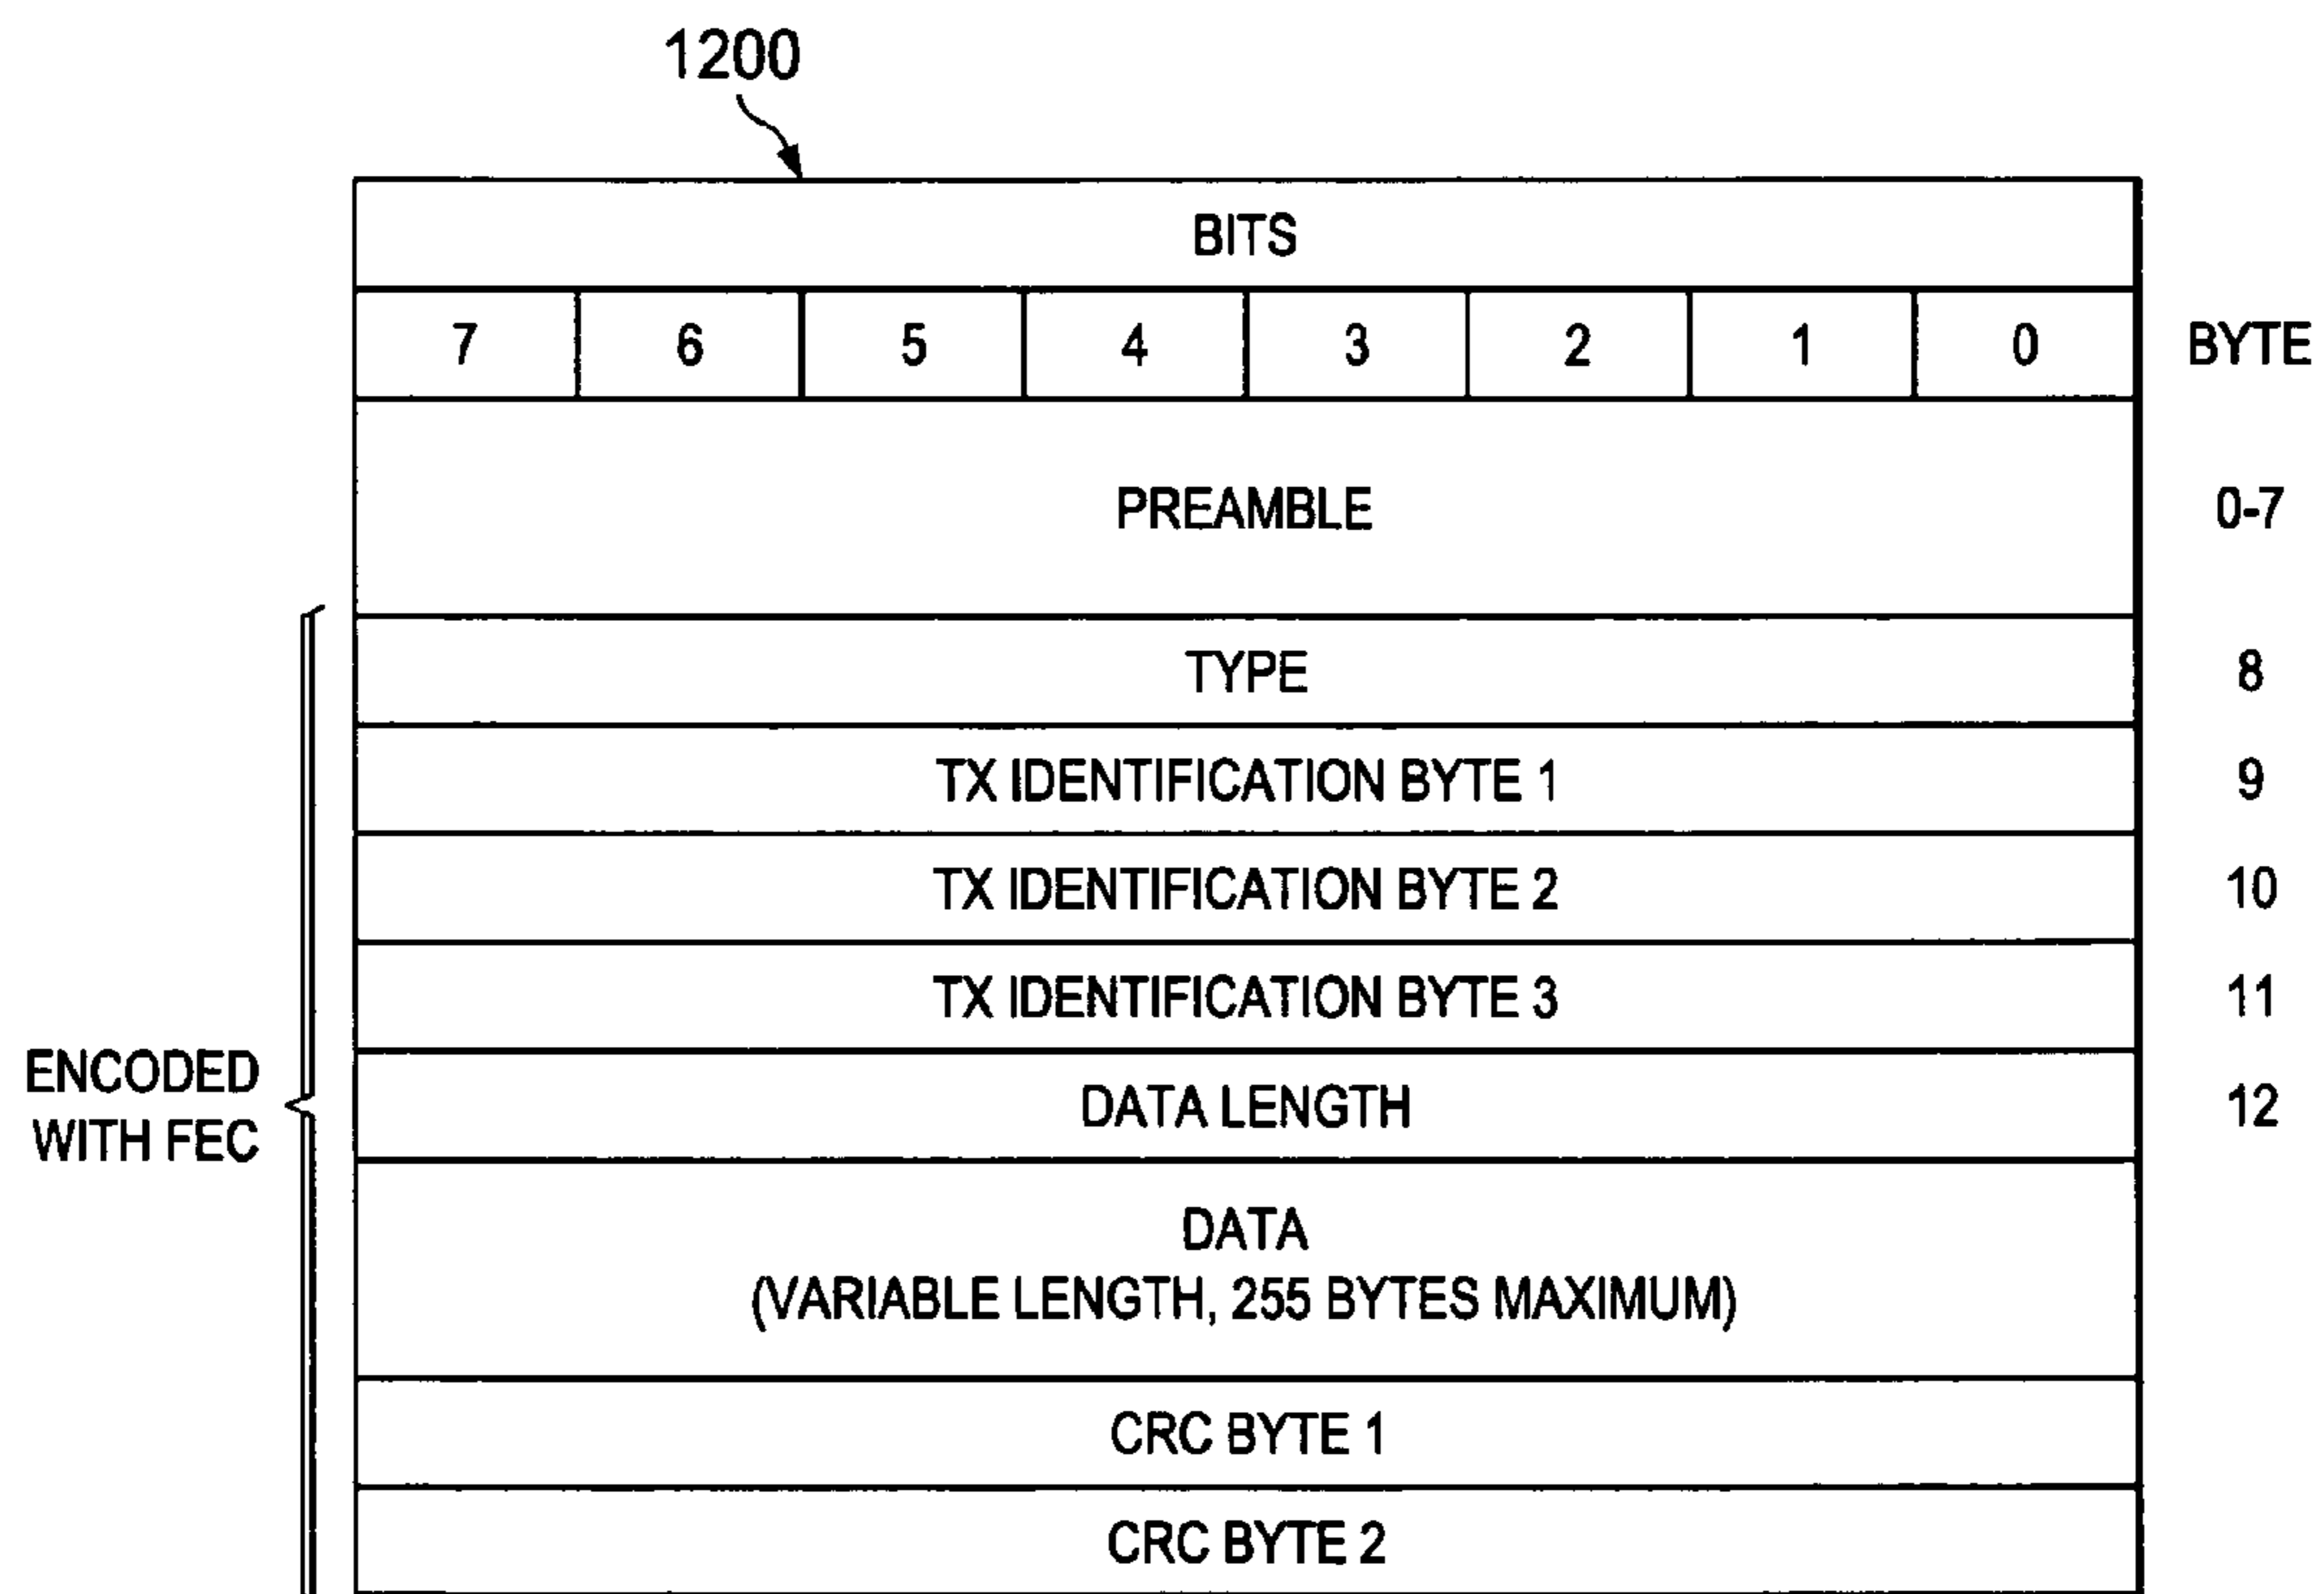 1200
BITS
7 6 5 4 3 2 1 0 BYTE
PREAMBLE 0-7
TYPE 8
TX IDENTIFICATION BYTE 1 9
TX IDENTIFICATION BYTE 2 10
TX IDENTIFICATION BYTE 3 11
ENCODED
WITH FEC
DATA LENGTH 12
DATA
(VARIABLE LENGTH, 255 BYTES MAXIMUM)
CRC BYTE 1
CRC BYTE 2